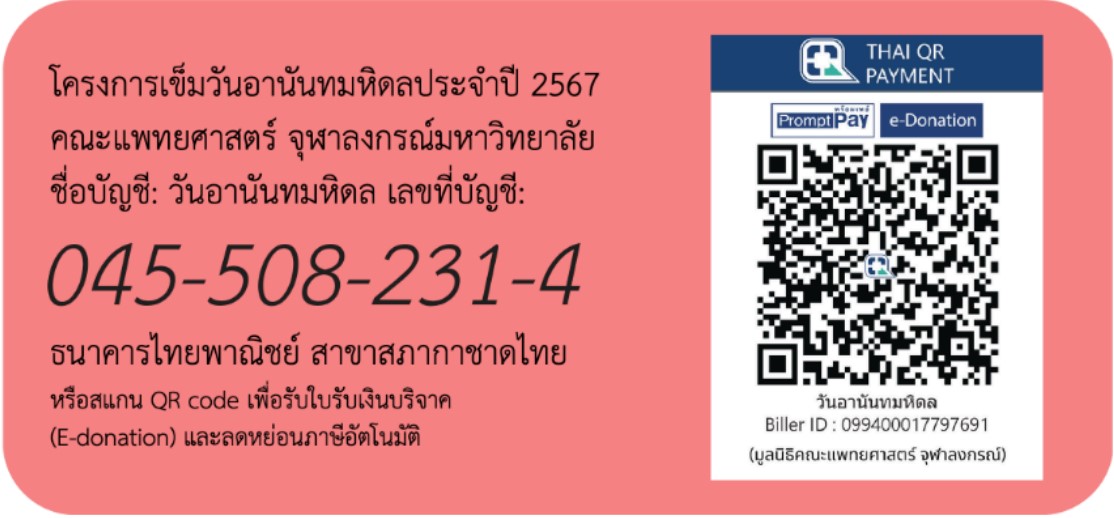 โครงการเข็มวันอานันทมหิดลประจำปี 2567
คณะแพทยศาสตร์ จุฬาลงกรณ์มหาวิทยาลัย
ชื่อบัญชี: วันอานันทมหิดล เลขที่บัญชี:
045-508-231-4
ธนาคารไทยพาณิชย์ สาขาสภากาชาดไทย
หรือสแกน QR code เพื่อรับใบรับเงินบริจาค
(E-donation) และลดหย่อนภาษีอัตโนมัติ
THAI QR
PAYMENT
พร้อมเพย์
PromptPay e-Donation
วันอานันทมหิดล
Biller ID : 099400017797691
(มูลนิธิคณะแพทยศาสตร์ จุฬาลงกรณ์)